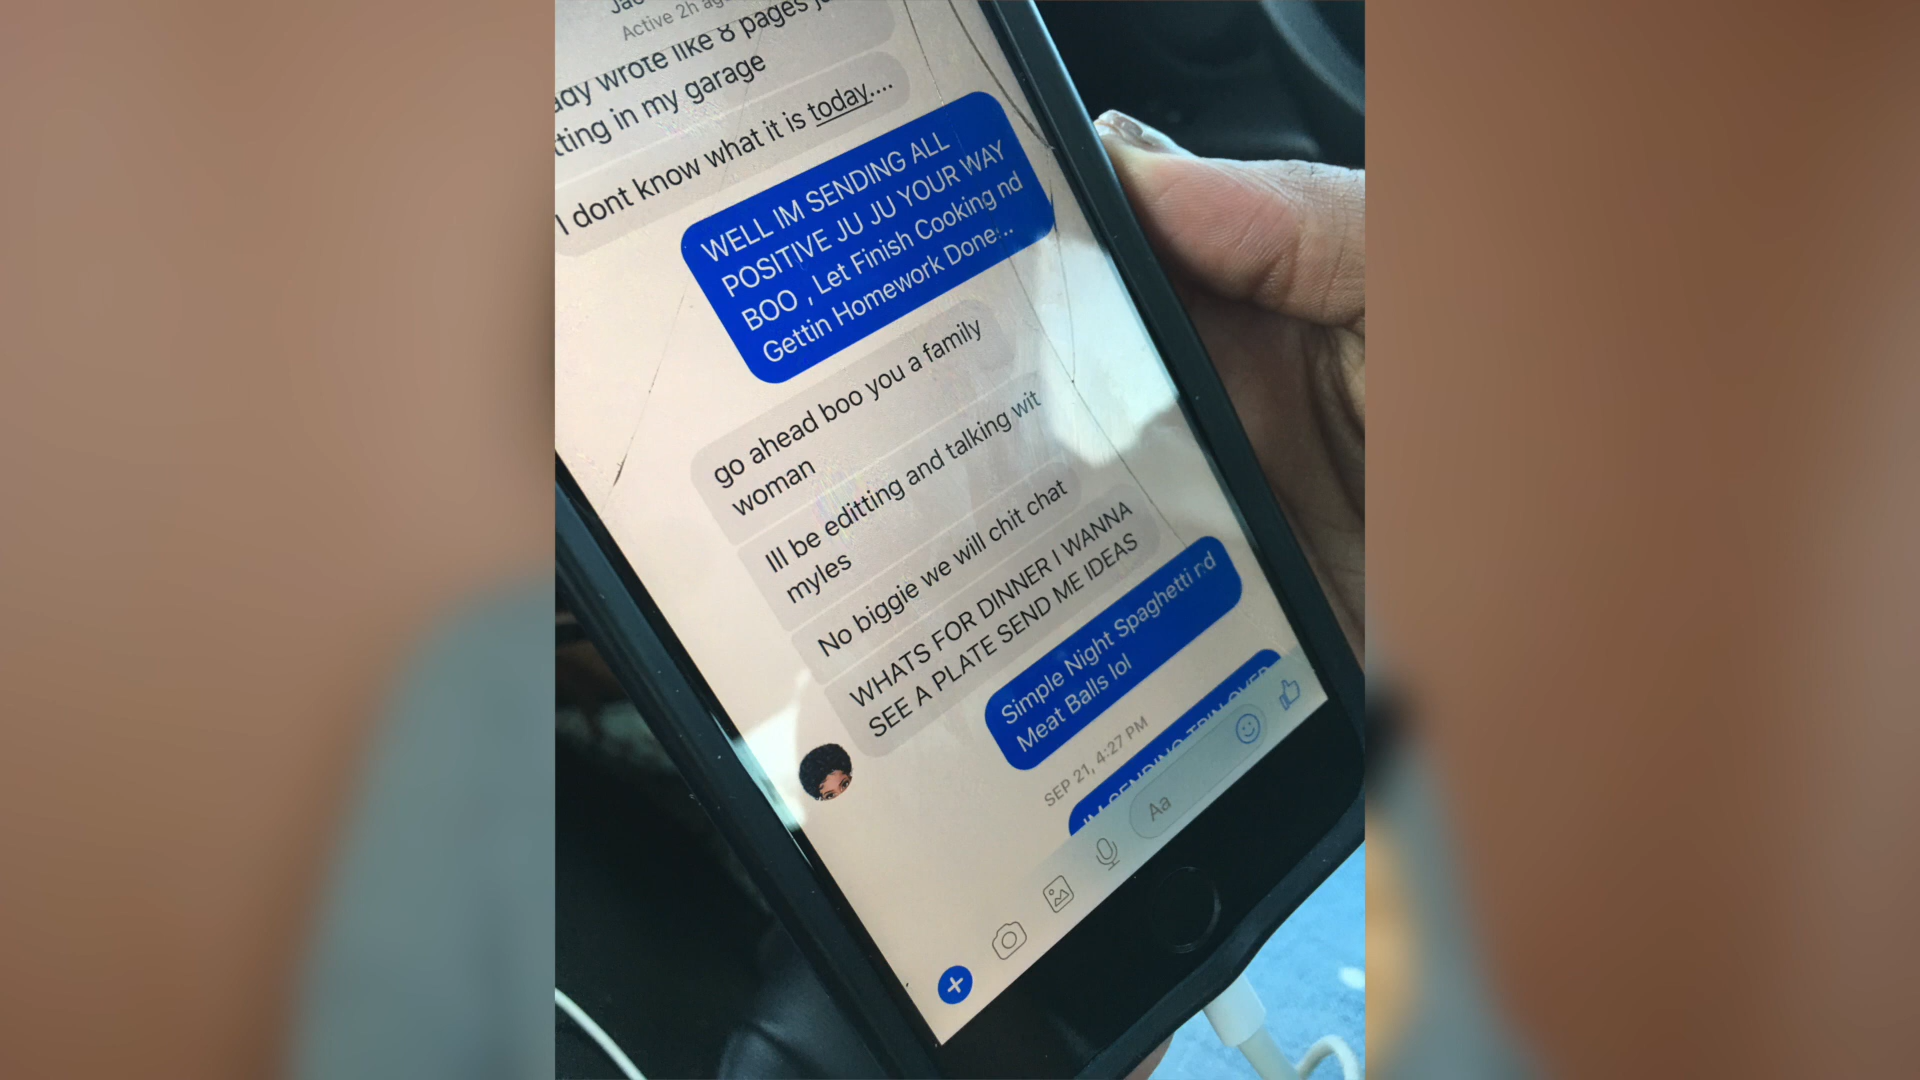 Active 2h ago
wrote like 8 pages
in my garage
I dont know what it is today....
WELL IM SENDING ALL
POSITIVE JU JU YOUR WAY
BOO , Let Finish Cooking nd
Gettin Homework Done...
go ahead boo you a family
woman
Ill be editting and talking wit
myles
No biggie we will chit chat
WHATS FOR DINNER I WANNA
SEE A PLATE SEND ME IDEAS
Simple Night Spaghetti nd
Meat Balls lol
SEP 21, 4:27 PM
IM SENDING
Aa